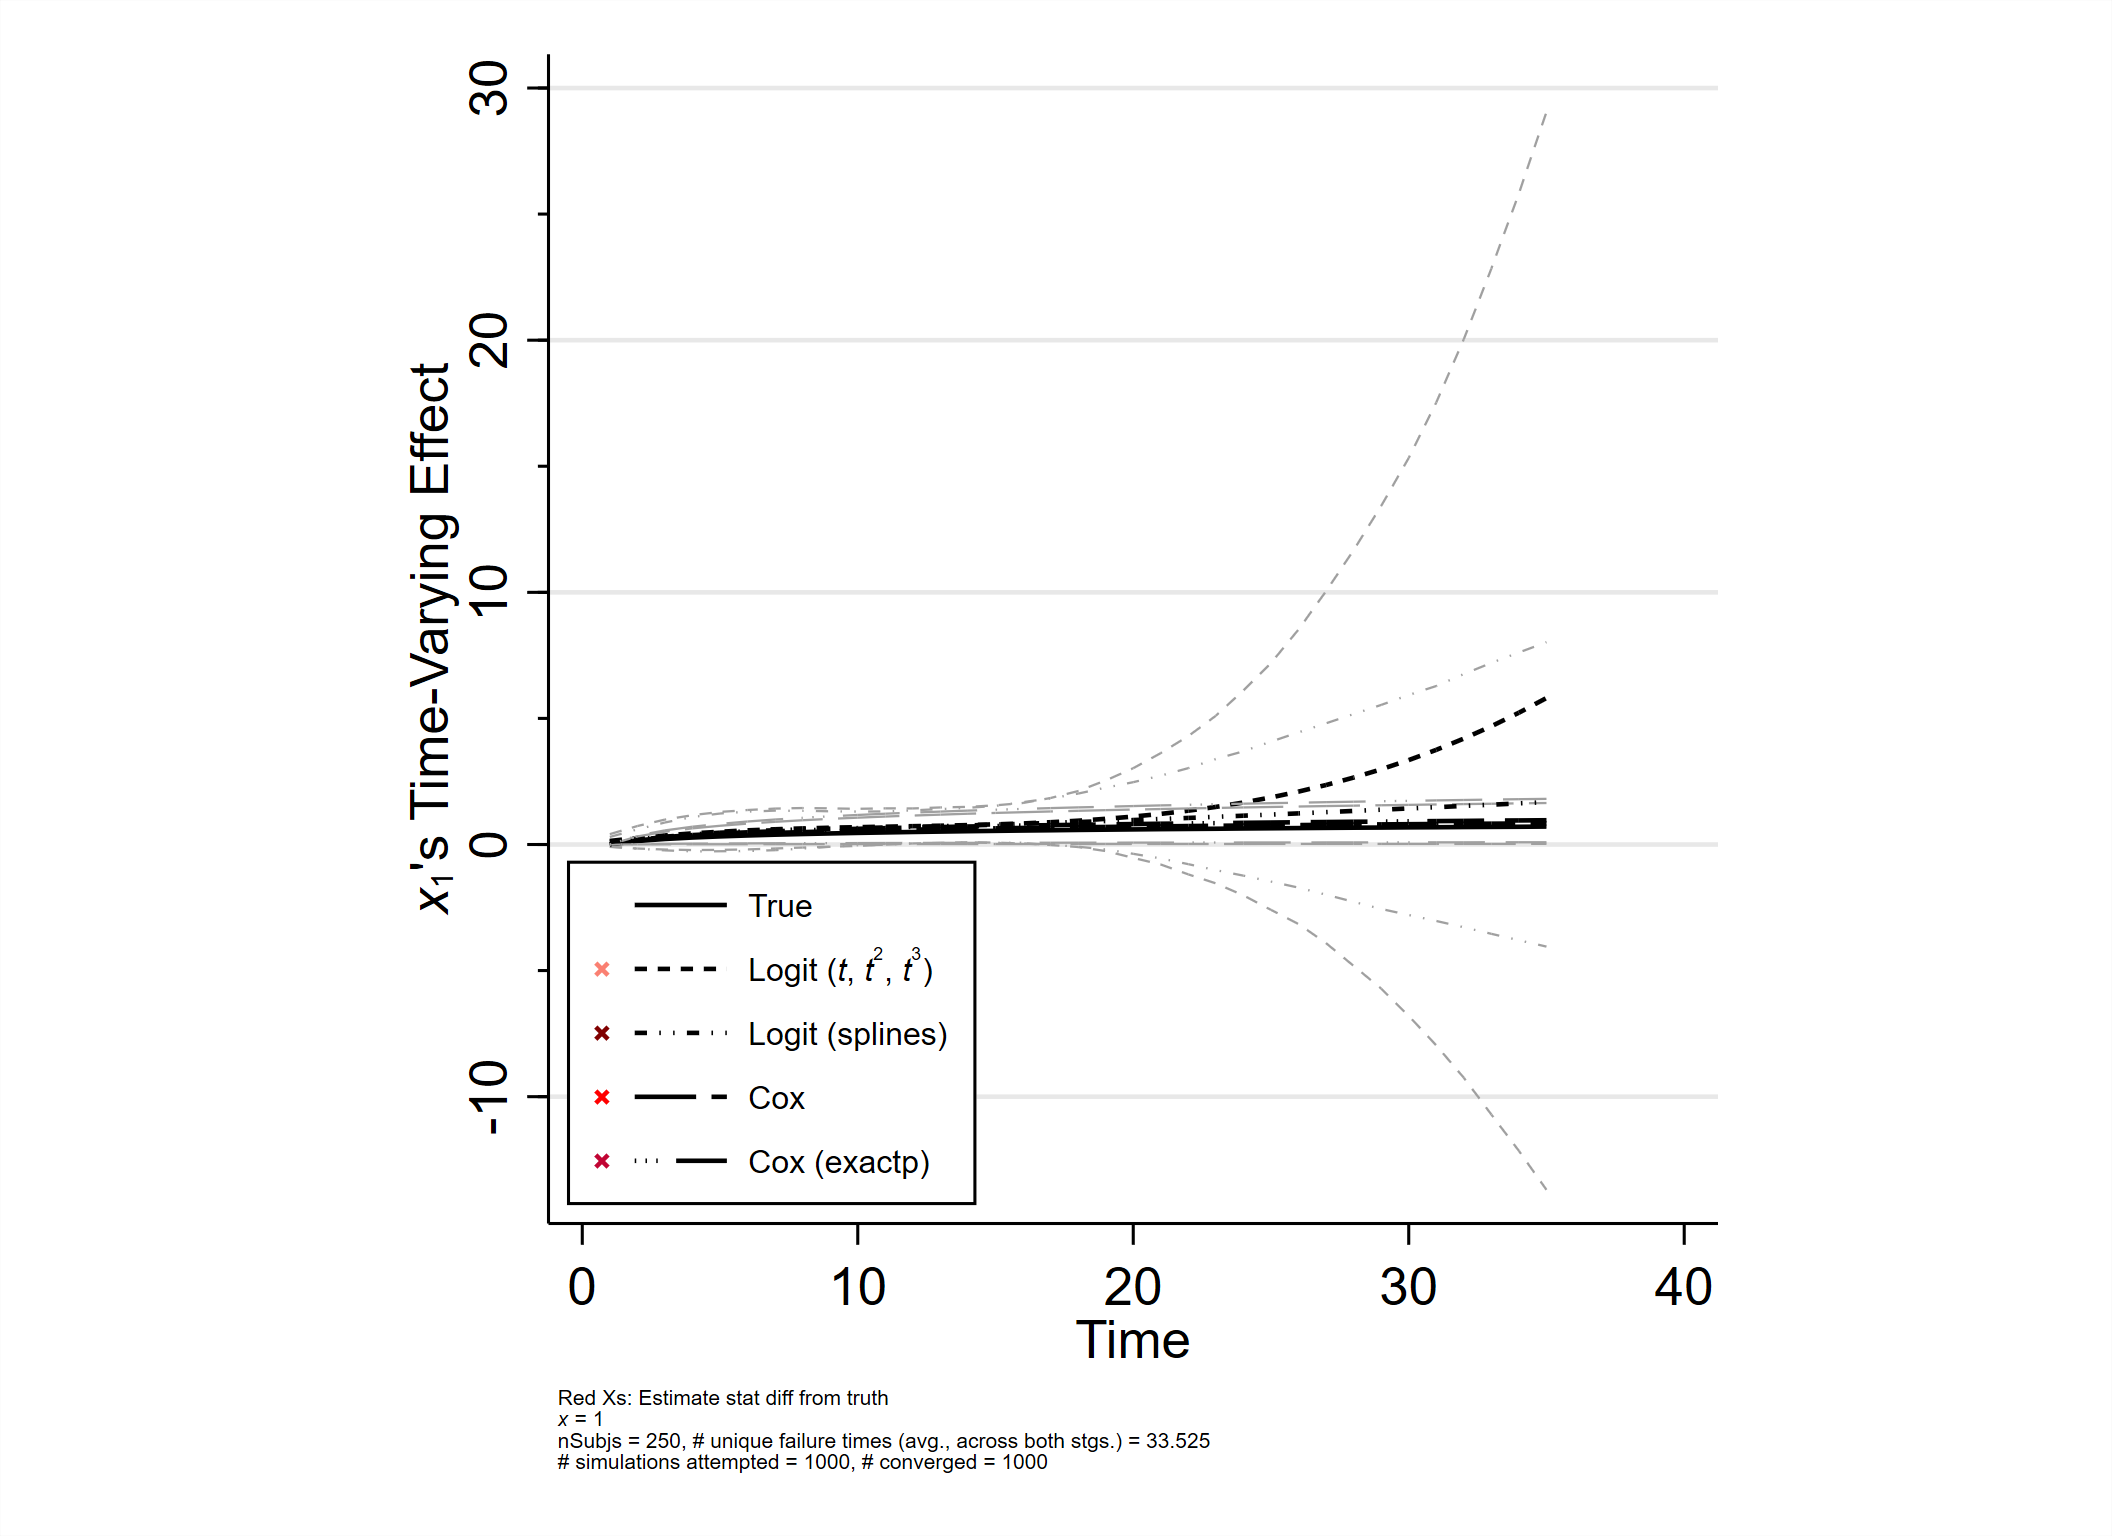 30
20
10
0
-10
x₁'s Time-Varying Effect
True
Logit (t, t², t³)
Logit (splines)
Cox
Cox (exactp)
0 10 20 30 40
Time
Red Xs: Estimate stat diff from truth
x = 1
nSubjs = 250, # unique failure times (avg., across both stgs.) = 33.525
# simulations attempted = 1000, # converged = 1000